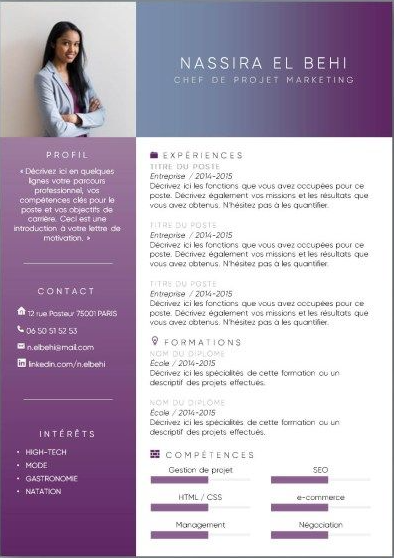 NASSIRA EL BEHI
CHEF DE PROJET MARKETING
PROFIL
« Décrivez ici en quelques
lignes votre parcours
professionnel, vos
compétences clés pour le
poste et vos objectifs de
carrière. Ceci est une
introduction à votre lettre de
motivation. »
CONTACT
12 rue Pasteur 75001 PARIS
06 50 51 52 53
n.elbehi@mail.com
linkedin.com/n.elbehi
INTÉRÊTS
• HIGH-TECH
• MODE
• GASTRONOMIE
• NATATION
EXPÉRIENCES
TITRE DU POSTE
Entreprise / 2014-2015
Décrivez ici les fonctions que vous avez occupées pour ce
poste. Décrivez également vos missions et les résultats que
vous avez obtenus. N'hésitez pas à les quantifier.
TITRE DU POSTE
Entreprise / 2014-2015
Décrivez ici les fonctions que vous avez occupées pour ce
poste. Décrivez également vos missions et les résultats que
vous avez obtenus. N'hésitez pas à les quantifier.
TITRE DU POSTE
Entreprise / 2014-2015
Décrivez ici les fonctions que vous avez occupées pour ce
poste. Décrivez également vos missions et les résultats que
vous avez obtenus. N'hésitez pas à les quantifier.
FORMATIONS
NOM DU DIPLÔME
École / 2014-2015
Décrivez ici les spécialités de cette formation ou un
descriptif des projets effectués.
NOM DU DIPLÔME
École / 2014-2015
Décrivez ici les spécialités de cette formation ou un
descriptif des projets effectués.
COMPÉTENCES
Gestion de projet
SEO
HTML / CSS
e-commerce
Management
Négociation